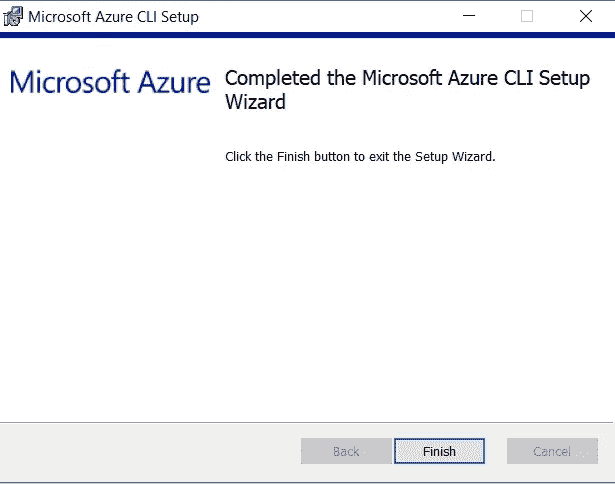 Microsoft Azure CLI Setup
Microsoft Azure
Completed the Microsoft Azure CLI Setup
Wizard
Click the Finish button to exit the Setup Wizard.
Back
Finish
Cancel